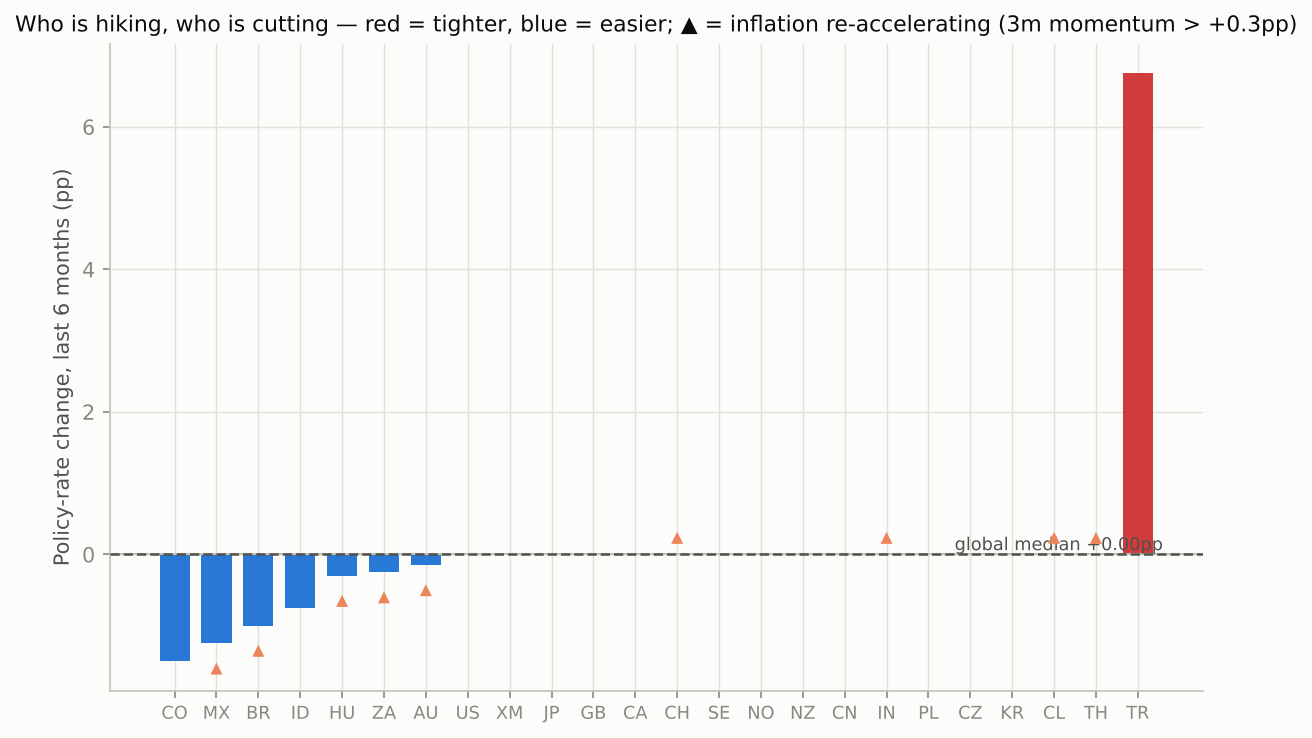 Who is hiking, who is cutting — red = tighter, blue = easier; ▲ = inflation re-accelerating (3m momentum > +0.3pp)
Policy-rate change, last 6 months (pp)
6
4
2
0
global median +0.00pp
CO MX BR ID HU ZA AU US XM JP GB CA CH SE NO NZ CN IN PL CZ KR CL TH TR